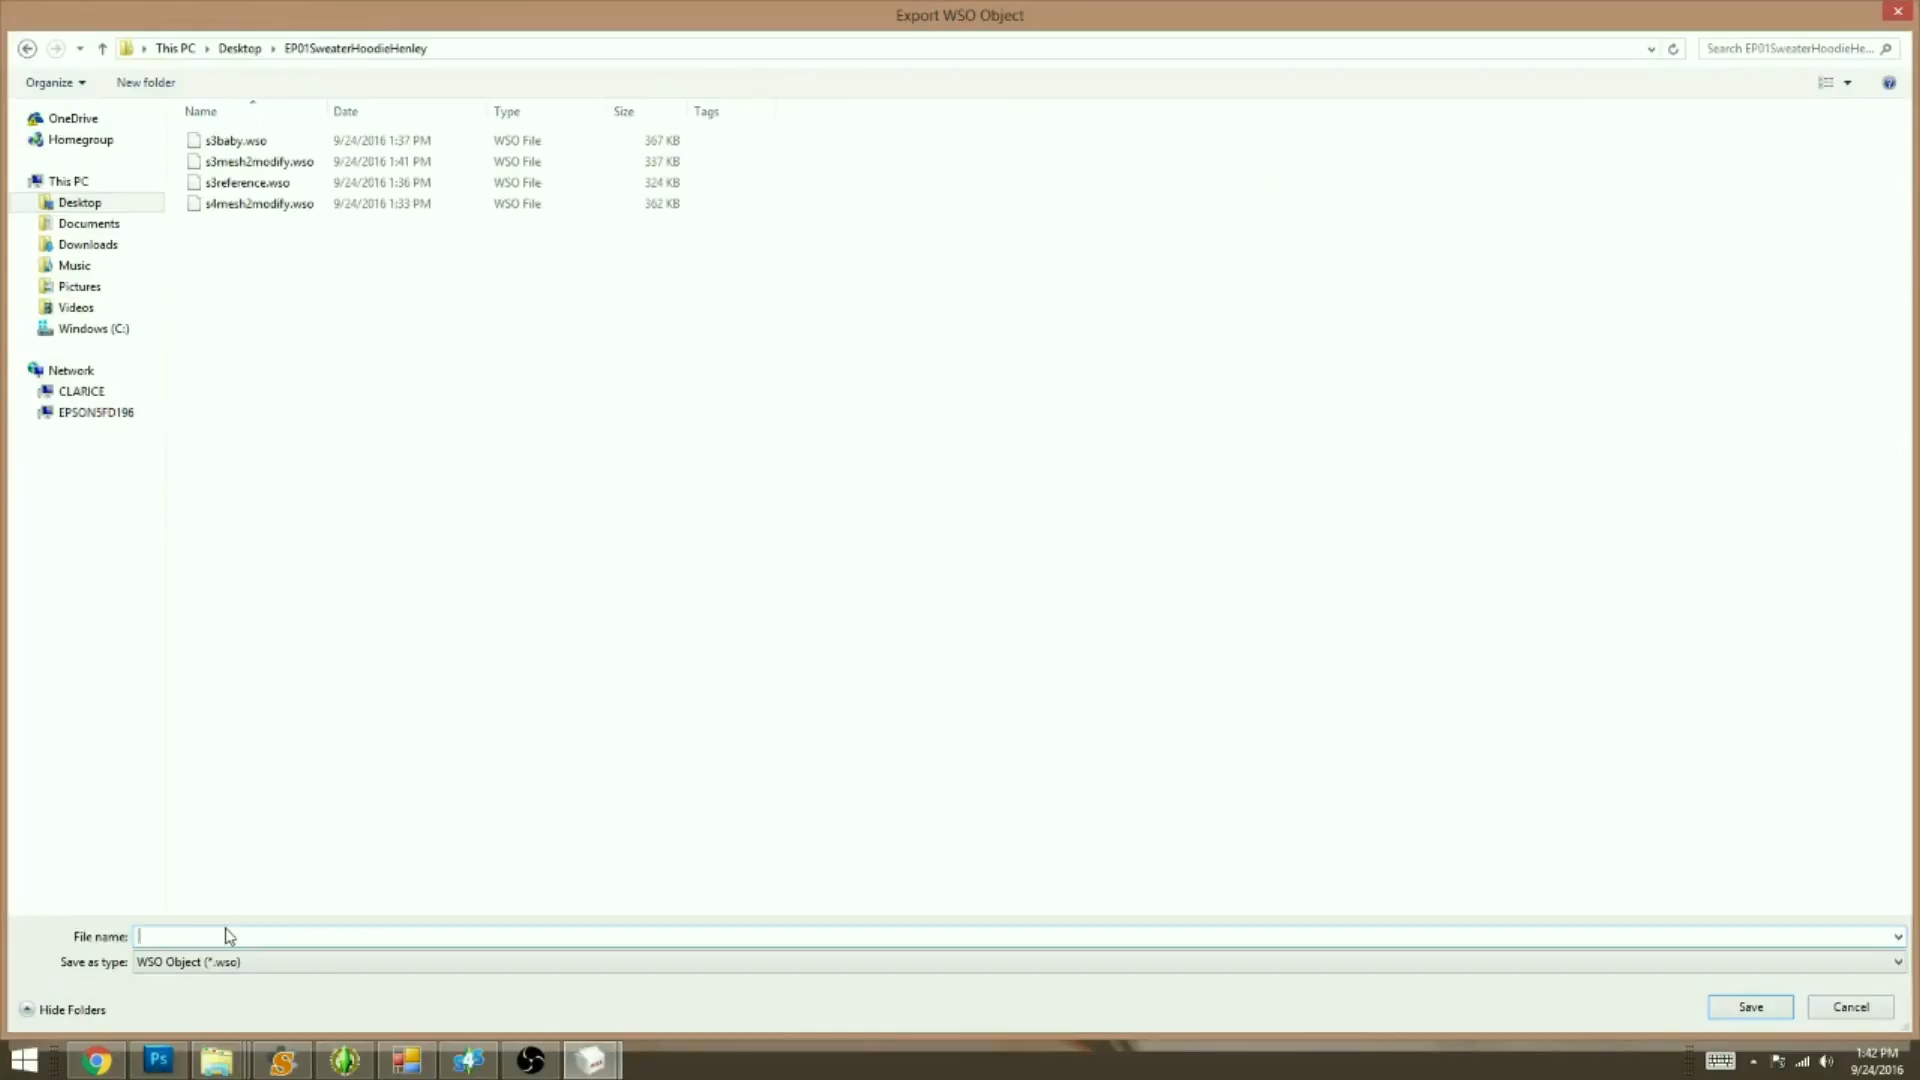 Export WSO Object
This PC Desktop EP01SweaterHoodieHenley
Search EP01SweaterHoodieHe...
Organize New folder
Name Date Type Size Tags
s3baby.wso 9/24/2016 1:37 PM WSO File 367 KB
s3mesh2modify.wso 9/24/2016 1:41 PM WSO File 337 KB
s3reference.wso 9/24/2016 1:36 PM WSO File 324 KB
s4mesh2modify.wso 9/24/2016 1:33 PM WSO File 362 KB
OneDrive
Homegroup
This PC
Desktop
Documents
Downloads
Music
Pictures
Videos
Windows (C:)
Network
CLARICE
EPSON5FD196
File name:
Save as type: WSO Object (*.wso)
Hide Folders
Save Cancel
Ps
1:42 PM
9/24/2016